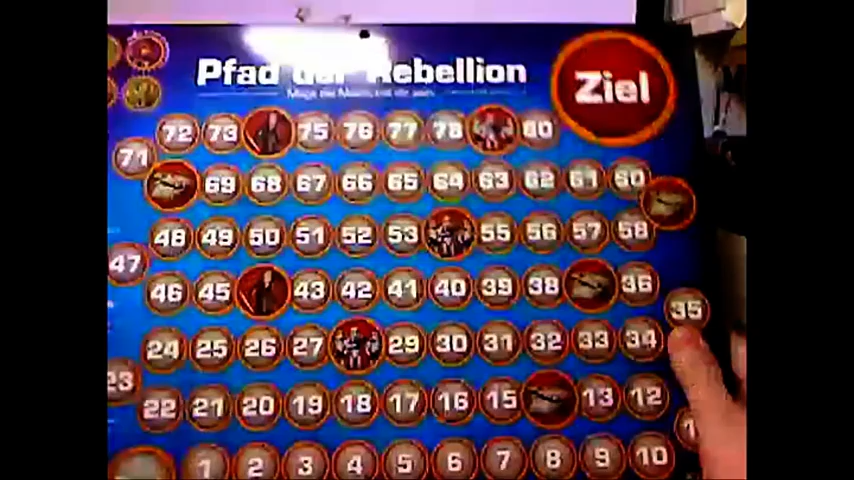 Pfad der Rebellion
Ziel
72 73 75 76 77 78 80
71
69 68 67 66 65 64 63 62 61 60
48 49 50 51 52 53 55 56 57 58
47
46 45 43 42 41 40 39 38 36
35
24 25 26 27 29 30 31 32 33 34
23
22 21 20 19 18 17 16 15 13 12
1 2 3 4 5 6 7 8 9 10